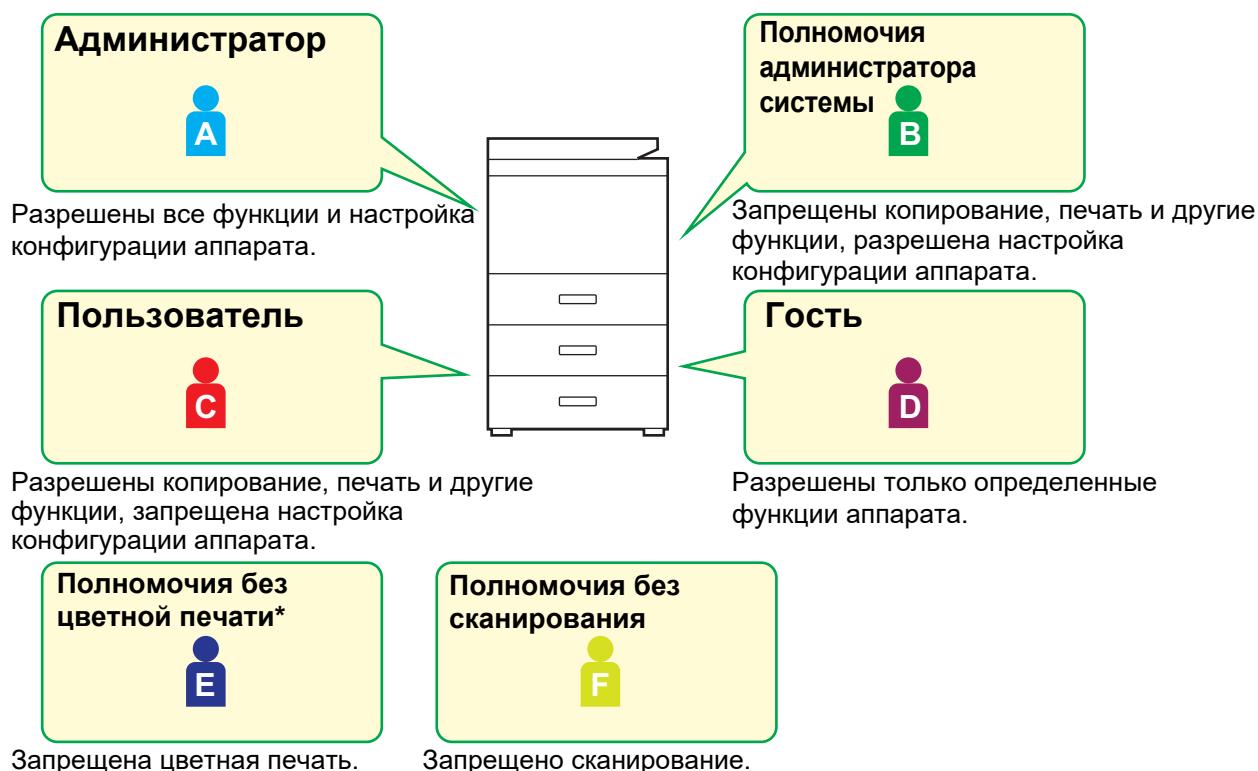 Администратор
A
Разрешены все функции и настройка
конфигурации аппарата.
Полномочия
администратора
системы
B
Запрещены копирование, печать и другие
функции, разрешена настройка
конфигурации аппарата.
Пользователь
C
Разрешены копирование, печать и другие
функции, запрещена настройка
конфигурации аппарата.
Гость
D
Разрешены только определенные
функции аппарата.
Полномочия без
цветной печати*
E
Запрещена цветная печать.
Полномочия без
сканирования
F
Запрещено сканирование.